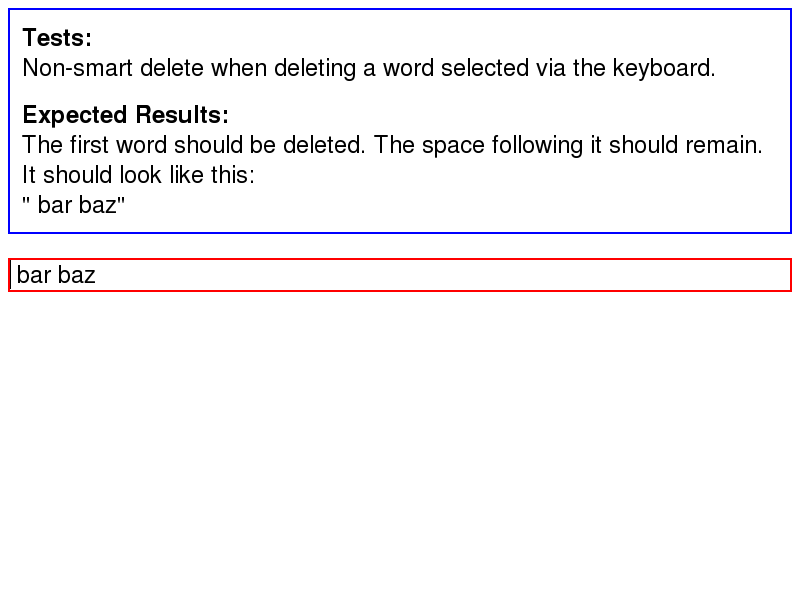 Tests:
Non-smart delete when deleting a word selected via the keyboard.
Expected Results:
The first word should be deleted. The space following it should remain.
It should look like this:
" bar baz"
bar baz